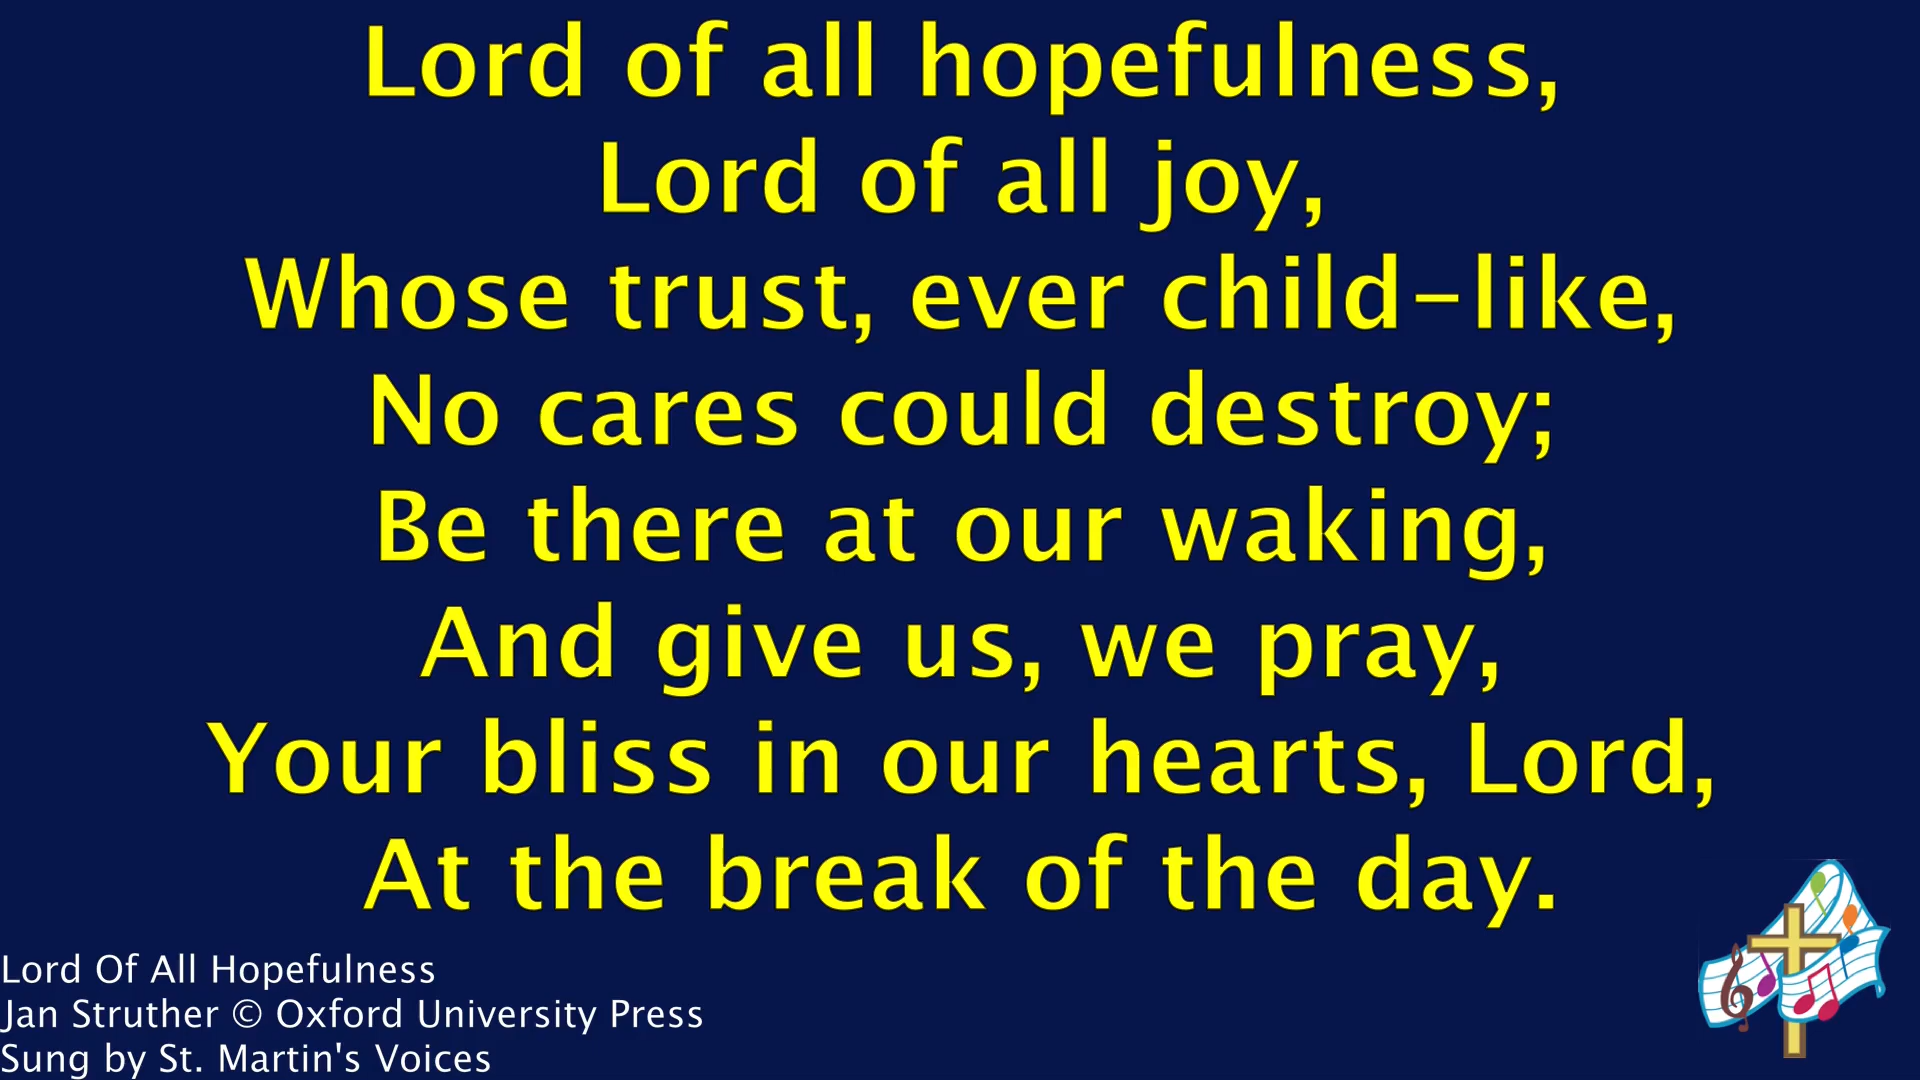 Lord of all hopefulness,
Lord of all joy,
Whose trust, ever child-like,
No cares could destroy;
Be there at our waking,
And give us, we pray,
Your bliss in our hearts, Lord,
At the break of the day.
Lord Of All Hopefulness
Jan Struther © Oxford University Press
Sung by St. Martin's Voices